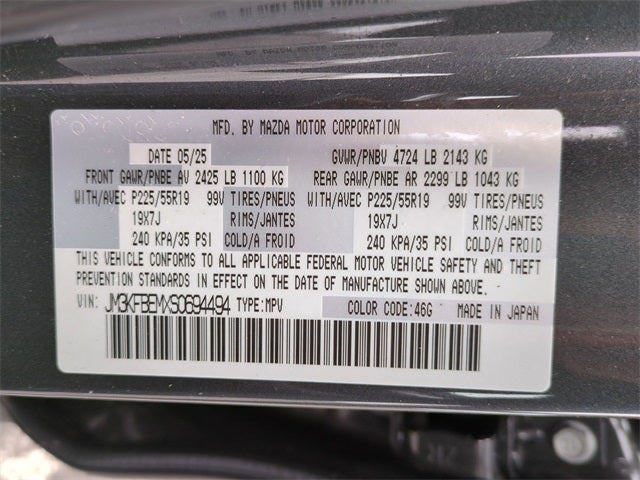 MFD. BY MAZDA MOTOR CORPORATION
DATE 05/25 GVWR/PNBV 4724 LB 2143 KG
FRONT GAWR/PNBE AV 2425 LB 1100 KG REAR GAWR/PNBE AR 2299 LB 1043 KG
WITH/AVEC P225/55R19 99V TIRES/PNEUS WITH/AVEC P225/55R19 99V TIRES/PNEUS
19X7J RIMS/JANTES 19X7J RIMS/JANTES
240 KPA/35 PSI COLD/A FROID 240 KPA/35 PSI COLD/A FROID
THIS VEHICLE CONFORMS TO ALL APPLICABLE FEDERAL MOTOR VEHICLE SAFETY AND THEFT
PREVENTION STANDARDS IN EFFECT ON THE DATE OF MANUFACTURE SHOWN ABOVE.
VIN: JM3KFBEMXS0694494 TYPE:MPV COLOR CODE:46G MADE IN JAPAN